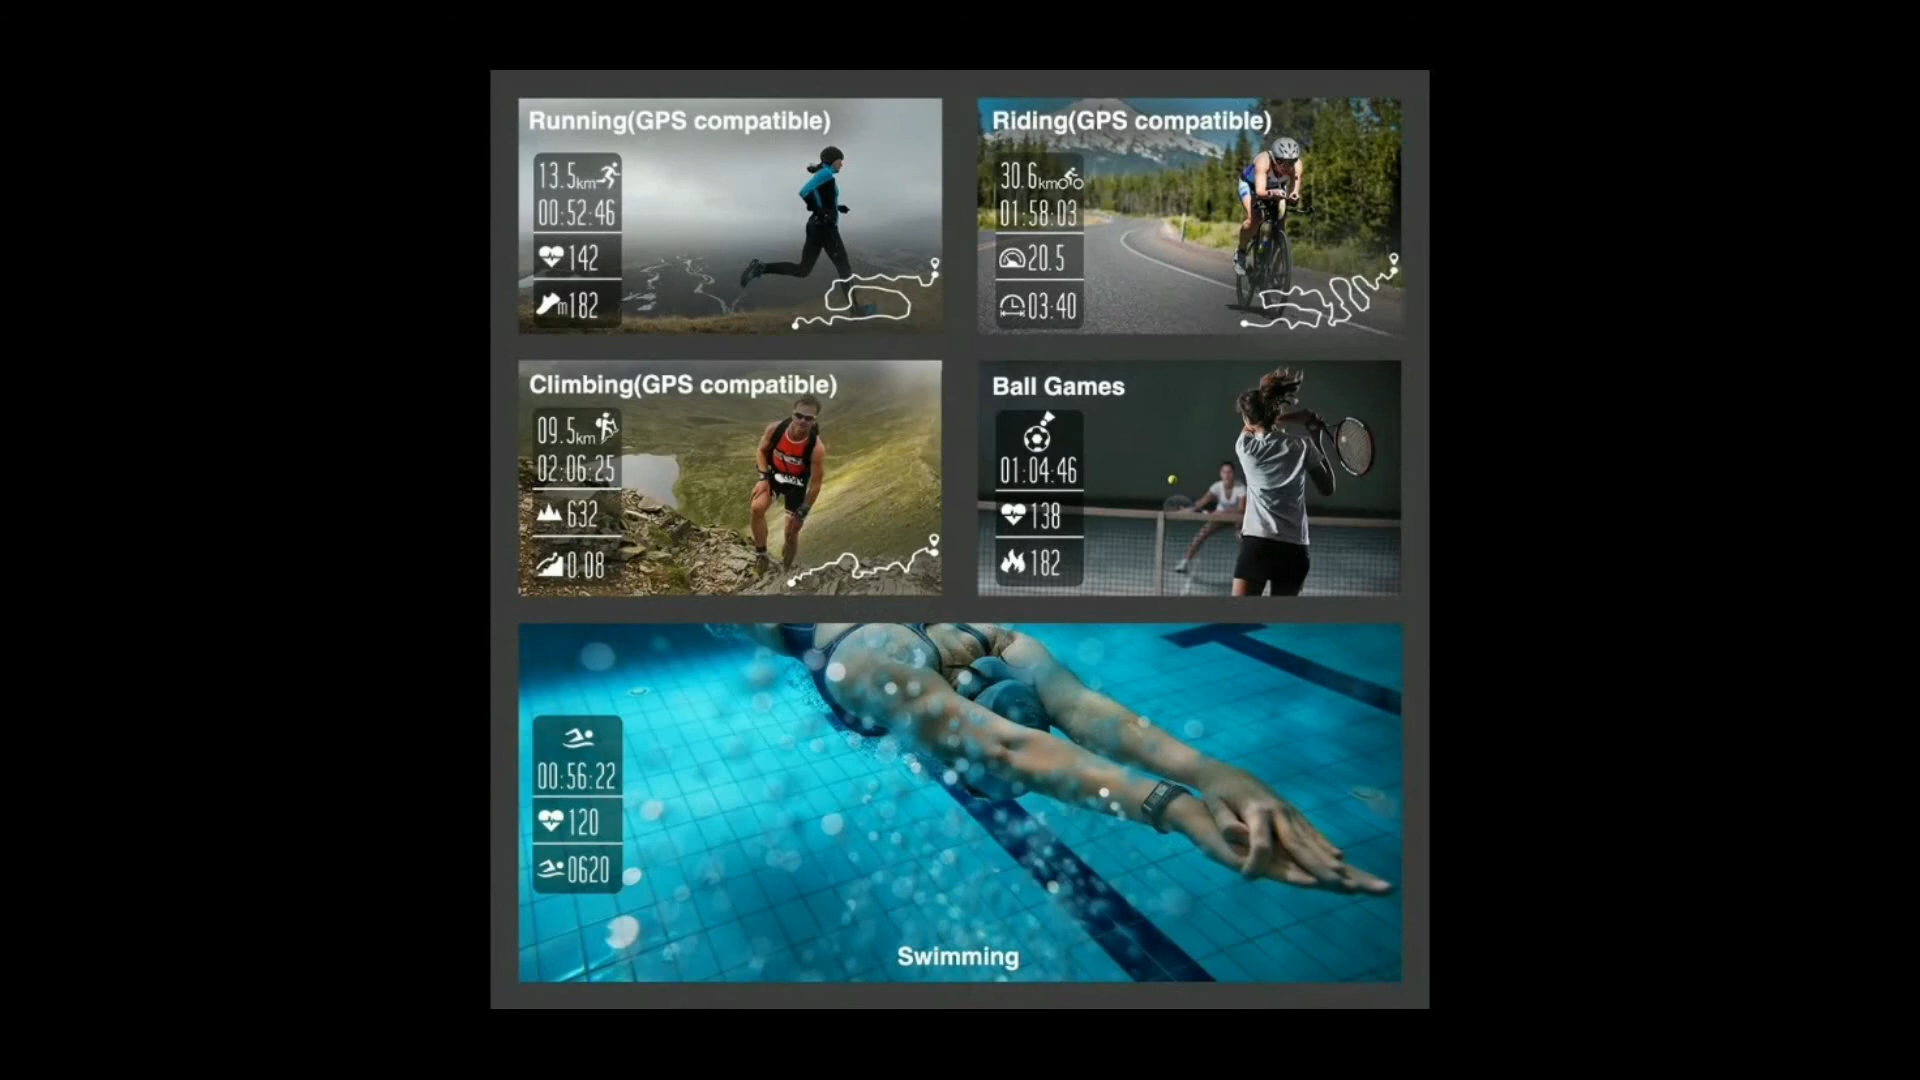 Running(GPS compatible)
13.5km
00:52:46
142
m182
Riding(GPS compatible)
30.6km
01:58:03
20.5
03:40
Climbing(GPS compatible)
09.5km
02:06:25
632
0.08
Ball Games
01:04:46
138
182
00:56:22
120
0620
Swimming